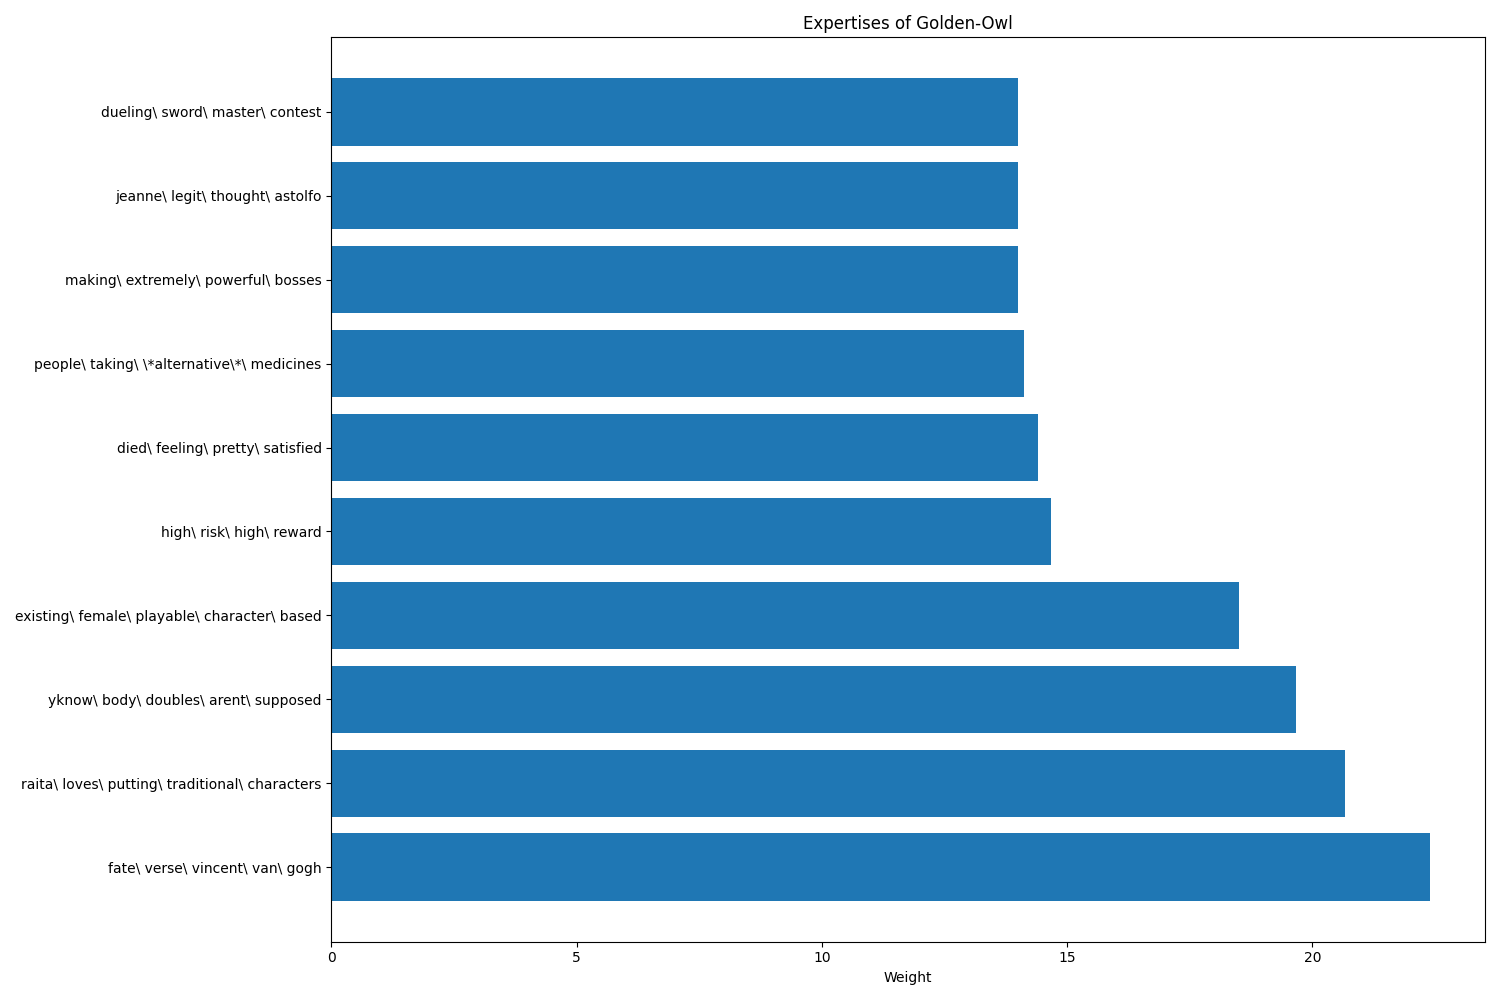 Expertises of Golden-Owl
dueling\ sword\ master\ contest
jeanne\ legit\ thought\ astolfo
making\ extremely\ powerful\ bosses
people\ taking\ \*alternative\*\ medicines
died\ feeling\ pretty\ satisfied
high\ risk\ high\ reward
existing\ female\ playable\ character\ based
yknow\ body\ doubles\ arent\ supposed
raita\ loves\ putting\ traditional\ characters
fate\ verse\ vincent\ van\ gogh
0 5 10 15 20
Weight